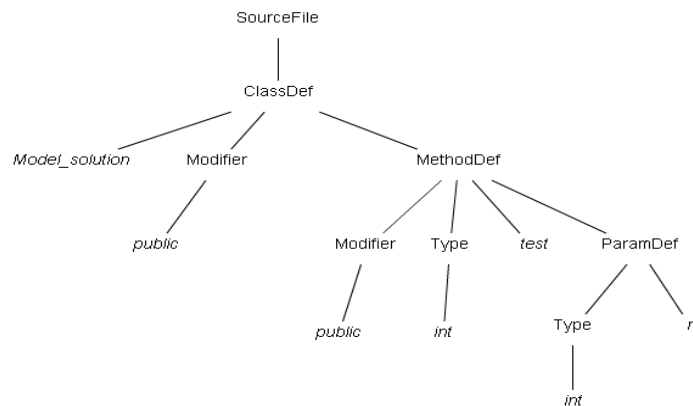 SourceFile
ClassDef
Model_solution Modifier MethodDef
public Modifier Type test ParamDef
public int Type r
int